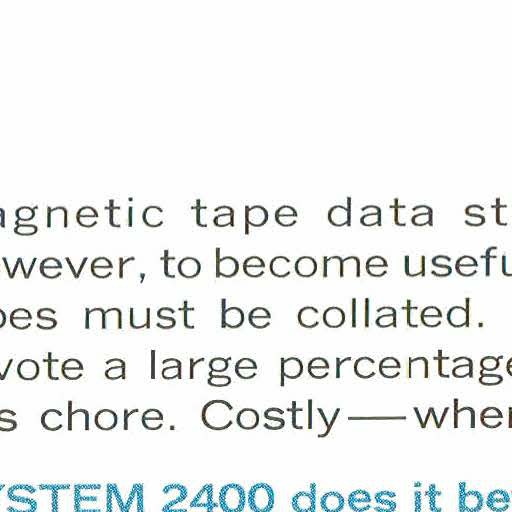 agnetic tape data st
wever, to become usefu
pes must be collated.
vote a large percentage
s chore. Costly—when
YSTEM 2400 does it be